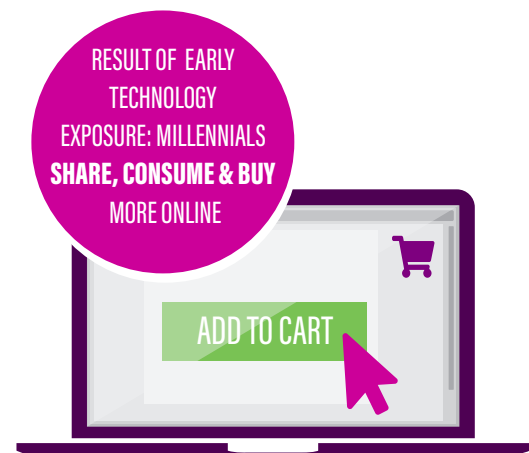 RESULT OF EARLY
TECHNOLOGY
EXPOSURE: MILLENNIALS
SHARE, CONSUME & BUY
MORE ONLINE
ADD TO CART